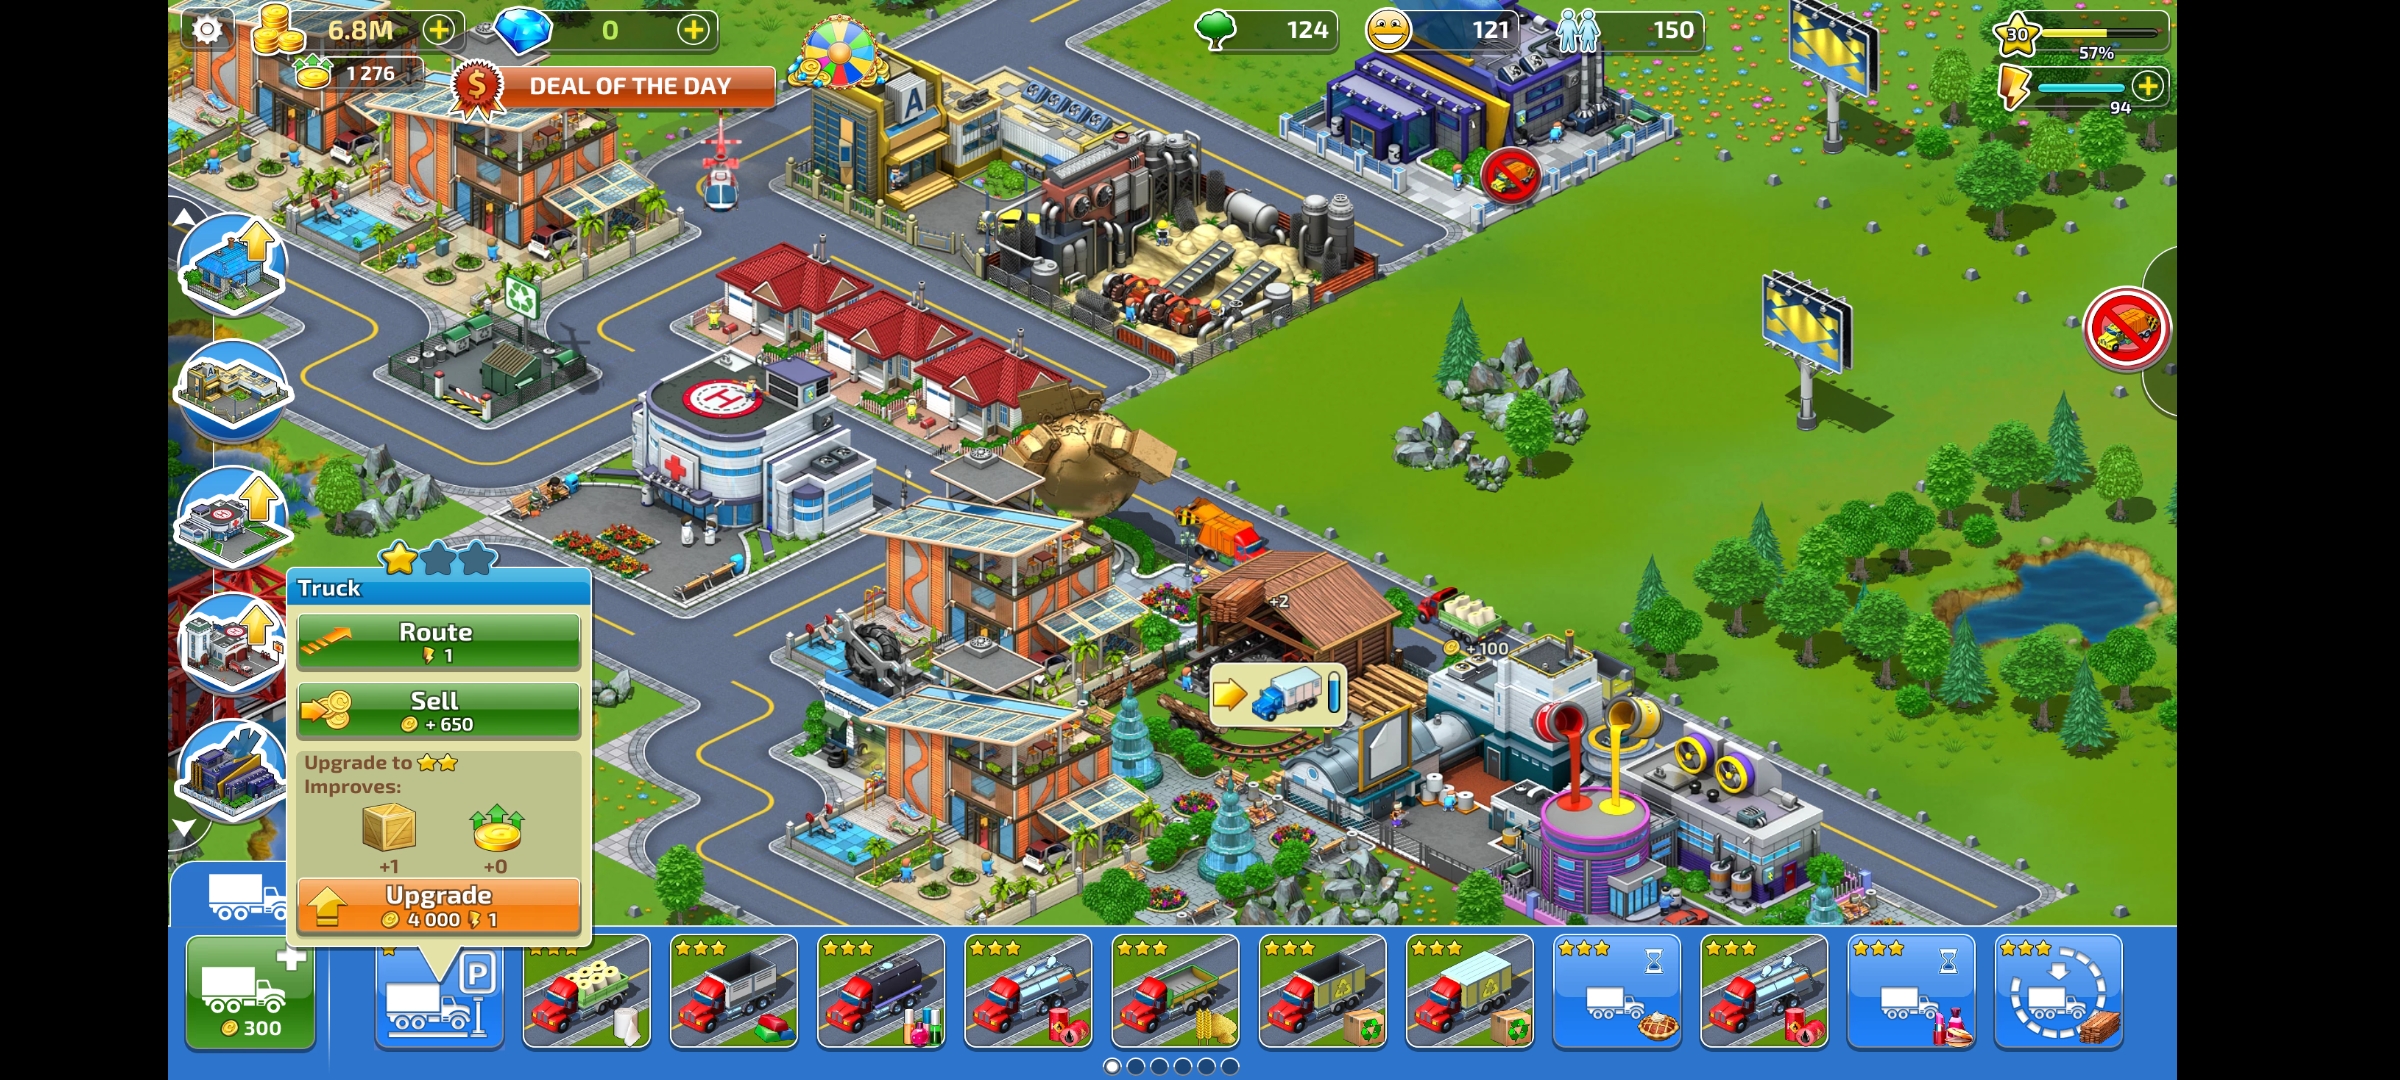 6.8M
0
1 276
DEAL OF THE DAY
124
121
150
30
57%
94
A
H
+2
+100
Truck
Route
1
Sell
+ 650
Upgrade to
Improves:
+1
+0
Upgrade
4 000 1
P
300